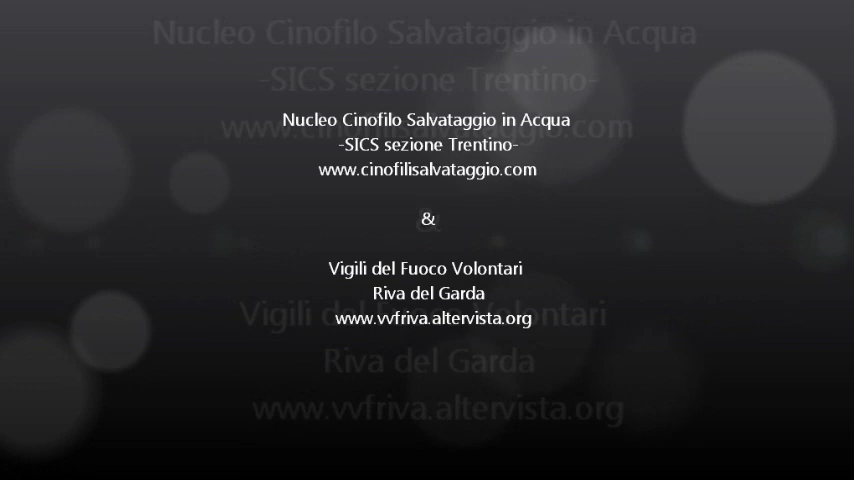 Nucleo Cinofilo Salvataggio in Acqua
-SICS sezione Trentino-
www.cinofilisalvataggio.com
&
Vigili del Fuoco Volontari
Riva del Garda
www.vvfriva.altervista.org